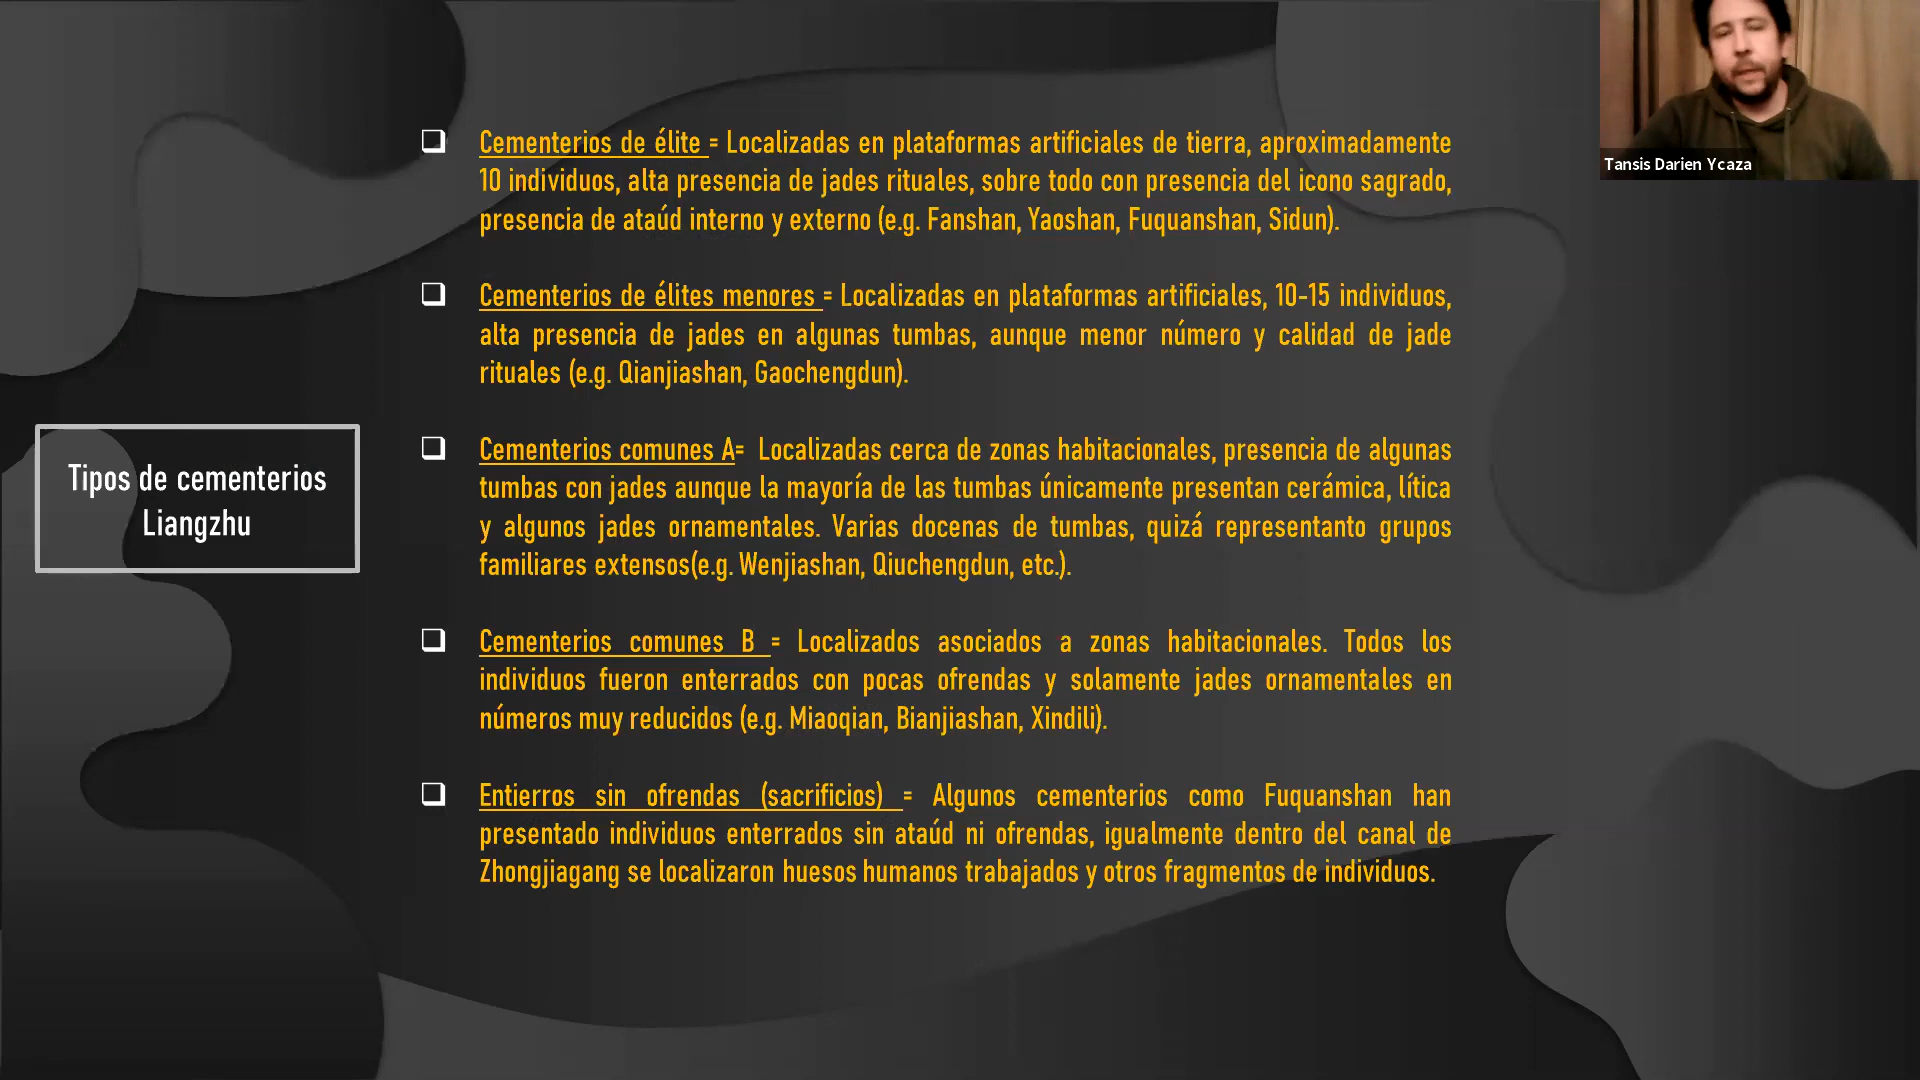 Cementerios de élite = Localizadas en plataformas artificiales de tierra, aproximadamente
10 individuos, alta presencia de jades rituales, sobre todo con presencia del icono sagrado,
presencia de ataúd interno y externo (e.g. Fanshan, Yaoshan, Fuquanshan, Sidun).
Cementerios de élites menores = Localizadas en plataformas artificiales, 10-15 individuos,
alta presencia de jades en algunas tumbas, aunque menor número y calidad de jade
rituales (e.g. Qianjiashan, Gaochengdun).
Cementerios comunes A= Localizadas cerca de zonas habitacionales, presencia de algunas
tumbas con jades aunque la mayoría de las tumbas únicamente presentan cerámica, lítica
y algunos jades ornamentales. Varias docenas de tumbas, quizá representanto grupos
familiares extensos(e.g. Wenjiashan, Qiuchengdun, etc.).
Cementerios comunes B = Localizados asociados a zonas habitacionales. Todos los
individuos fueron enterrados con pocas ofrendas y solamente jades ornamentales en
números muy reducidos (e.g. Miaoqian, Bianjiashan, Xindili).
Entierros sin ofrendas (sacrificios) = Algunos cementerios como Fuquanshan han
presentado individuos enterrados sin ataúd ni ofrendas, igualmente dentro del canal de
Zhongjiagang se localizaron huesos humanos trabajados y otros fragmentos de individuos.
Tipos de cementerios
Liangzhu
Tansis Darien Ycaza